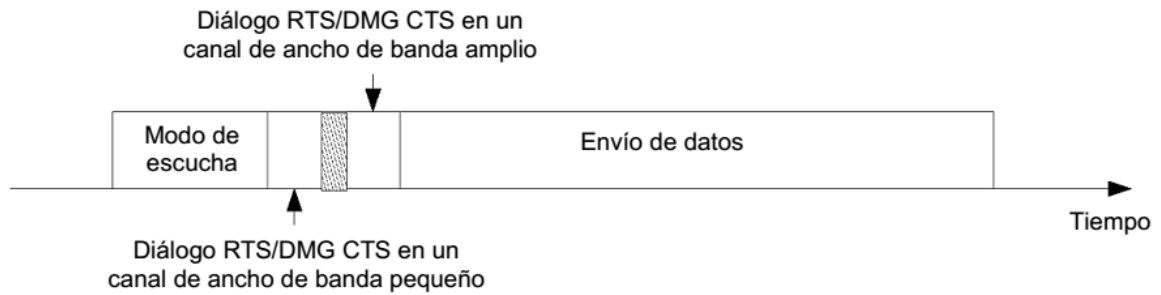 Diálogo RTS/DMG CTS en un
canal de ancho de banda amplio
Modo de
escucha
Envío de datos
Tiempo
Diálogo RTS/DMG CTS en un
canal de ancho de banda pequeño